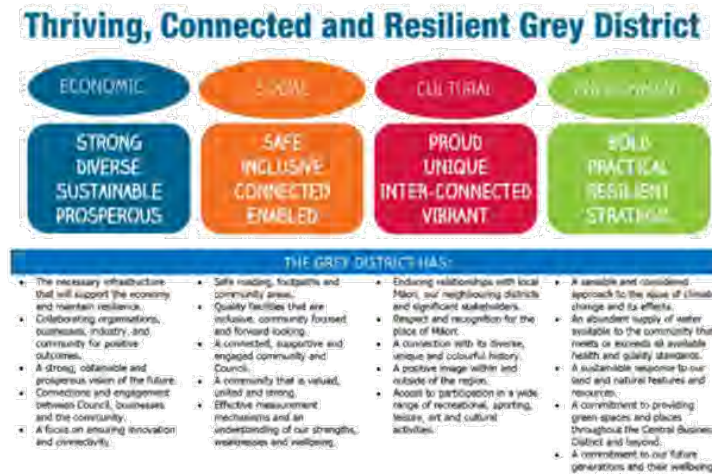 Thriving, Connected and Resilient Grey District
ECONOMIC
SOCIAL
CULTURAL
ENVIRONMENT
STRONG
DIVERSE
SUSTAINABLE
PROSPEROUS
SAFE
INCLUSIVE
CONNECTED
ENABLED
PROUD
UNIQUE
INTER-CONNECTED
VIBRANT
BOLD
PRACTICAL
RESILIENT
STRATEGIC
THE GREY DISTRICT HAS:
• The necessary infrastructure
that will support the economy
and maintain resilience.
• Collaborating organisations,
businesses, industry, and
community for positive
outcomes.
• A strong, obtainable and
prosperous vision of the future.
• Connections and engagement
between Council, businesses
and the community.
• A focus on ensuring innovation
and connectivity.
• Safe roading, footpaths and
community areas.
• Quality facilities that are
inclusive, community focused
and forward looking.
• A connected, supportive and
engaged community and
Council.
• A community that is valued,
united and strong.
• Effective measurement
mechanisms and an
understanding of our strengths,
weaknesses and wellbeing.
• Enduring relationships with local
Māori, our neighbouring districts
and significant stakeholders.
• Respect and recognition for the
place of Māori.
• A connection with its diverse,
unique and colourful history.
• A positive image within and
outside of the region.
• Access to participation in a wide
range of recreational, sporting,
leisure, art and cultural
activities.
• A sensible and considered
approach to the issue of climate
change and its effects.
• An abundant supply of water
available to the community that
meets or exceeds all available
health and quality standards.
• A sustainable response to our
land and natural features and
resources.
• A commitment to providing
green spaces and places
throughout the Central Business
District and beyond.
• A commitment to our future
generations and their wellbeing.